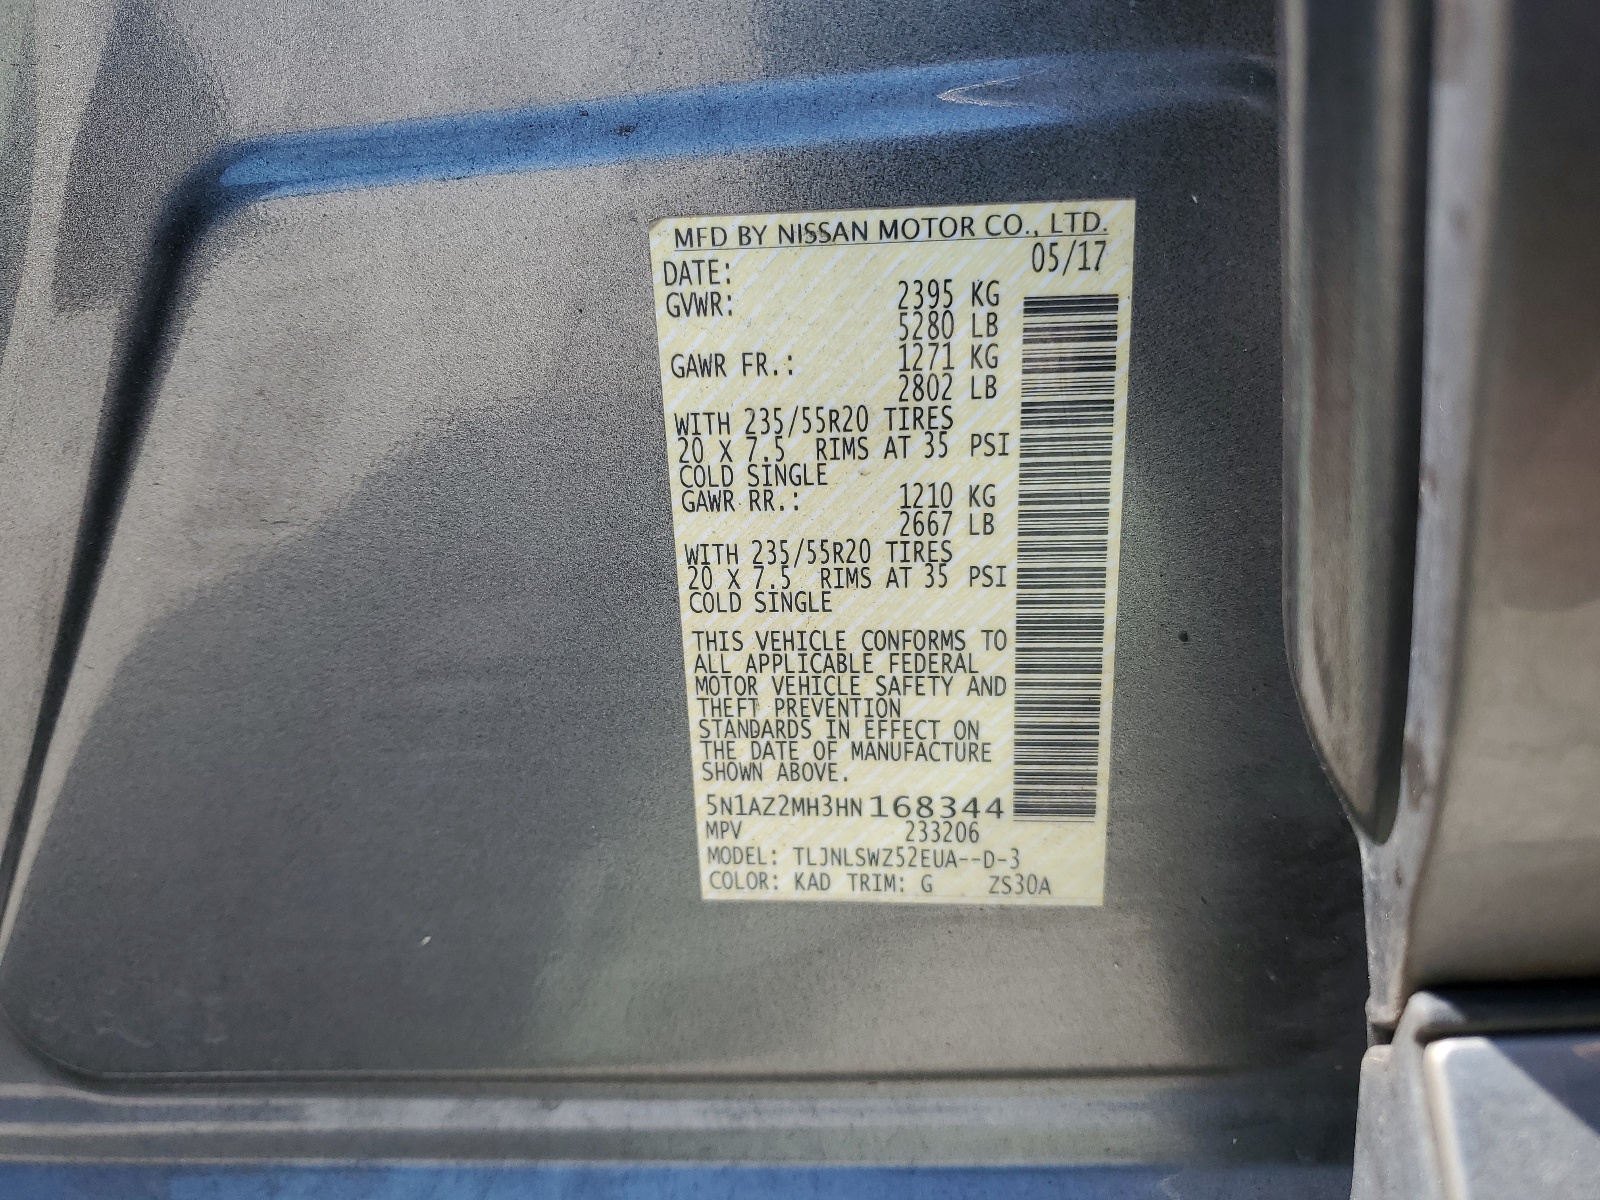 MFD BY NISSAN MOTOR CO., LTD.
DATE: 05/17
GVWR: 2395 KG
5280 LB
GAWR FR.: 1271 KG
2802 LB
WITH 235/55R20 TIRES
20 X 7.5 RIMS AT 35 PSI
COLD SINGLE
GAWR RR.: 1210 KG
2667 LB
WITH 235/55R20 TIRES
20 X 7.5 RIMS AT 35 PSI
COLD SINGLE
THIS VEHICLE CONFORMS TO
ALL APPLICABLE FEDERAL
MOTOR VEHICLE SAFETY AND
THEFT PREVENTION
STANDARDS IN EFFECT ON
THE DATE OF MANUFACTURE
SHOWN ABOVE.
5N1AZ2MH3HN168344
MPV 233206
MODEL: TLJNLSWZ52EUA--D-3
COLOR: KAD TRIM: G ZS30A